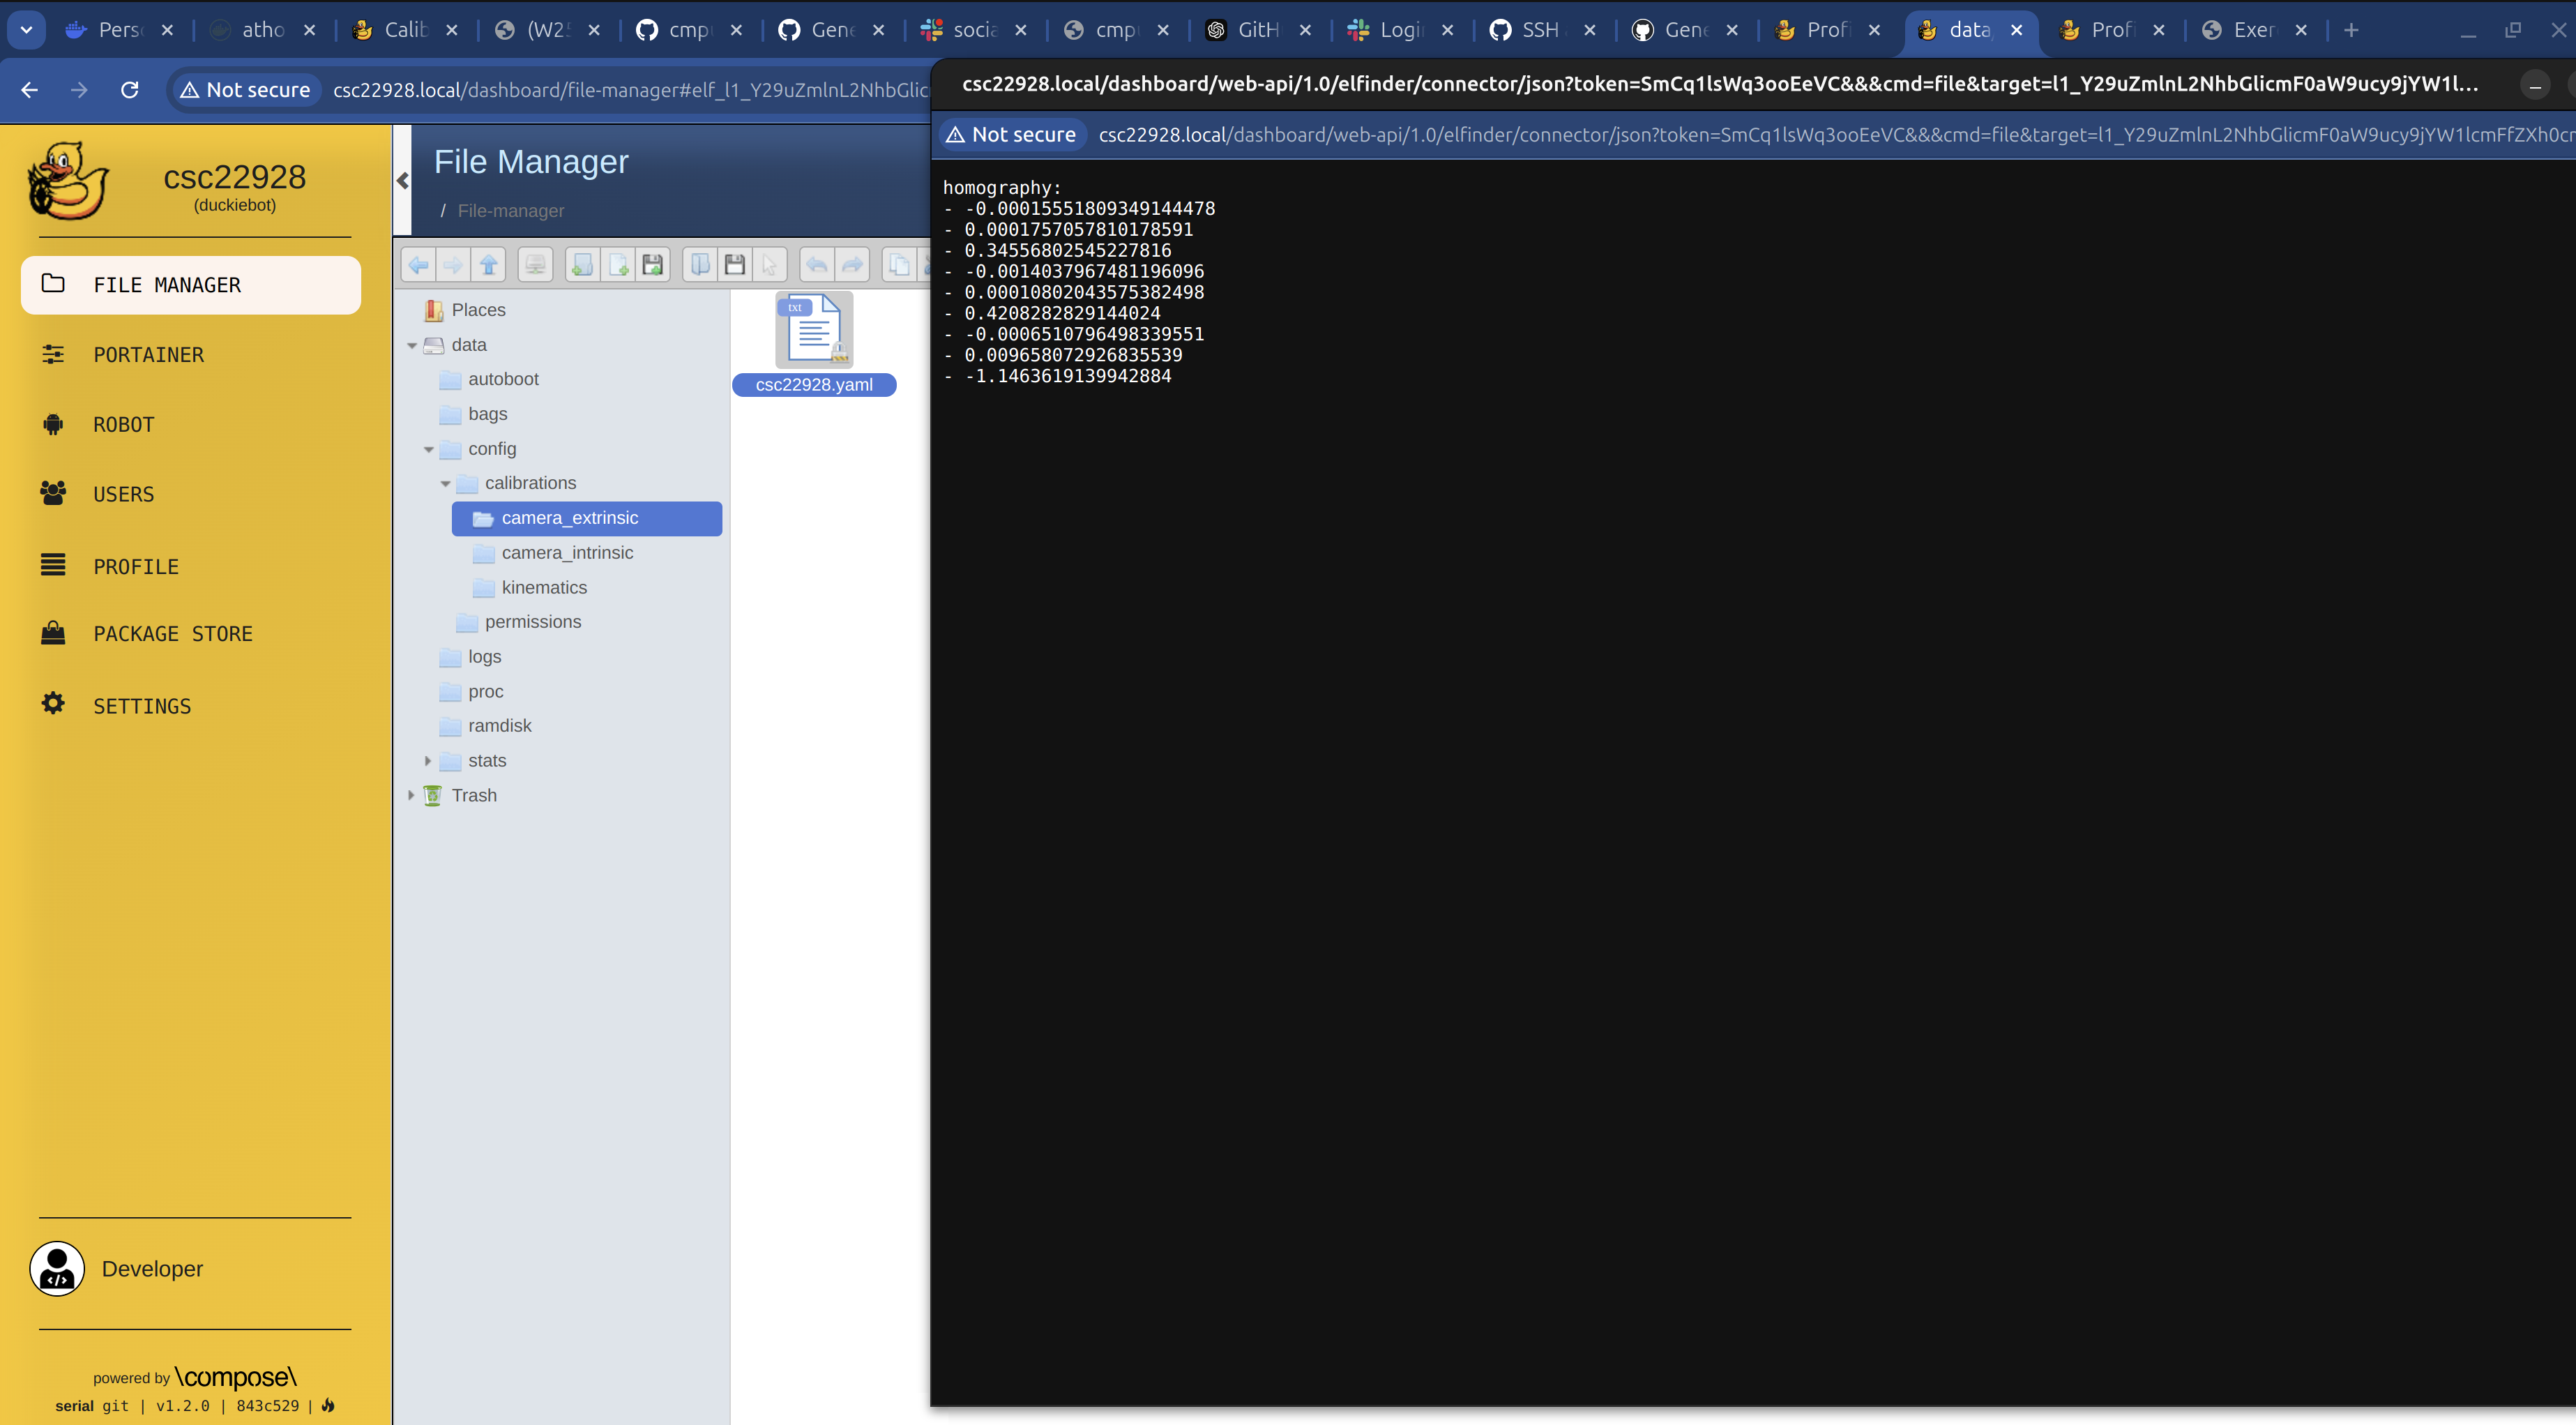 Pers
atho
Calib
(W25
cmp
Gene
socia
cmp
GitH
Logi
SSH
Gene
Profi
data,
Profi
Exer
Not secure
csc22928.local/dashboard/file-manager#elf_l1_Y29uZmlnL2NhbGlic
csc22928.local/dashboard/web-api/1.0/elfinder/connector/json?token=SmCq1lsWq3ooEeVC&&&cmd=file&target=l1_Y29uZmlnL2NhbGlicmF0aW9ucy9jYW1l...
Not secure
csc22928.local/dashboard/web-api/1.0/elfinder/connector/json?token=SmCq1lsWq3ooEeVC&&&cmd=file&target=l1_Y29uZmlnL2NhbGlicmF0aW9ucy9jYW1lcmFfZXh0cm
csc22928
(duckiebot)
FILE MANAGER
PORTAINER
ROBOT
USERS
PROFILE
PACKAGE STORE
SETTINGS
Developer
powered by \compose\
serial git | v1.2.0 | 843c529 |
File Manager
/ File-manager
Places
data
autoboot
bags
config
calibrations
camera_extrinsic
camera_intrinsic
kinematics
permissions
logs
proc
ramdisk
stats
Trash
txt
csc22928.yaml
homography:
- -0.00015551809349144478
- 0.0001757057810178591
- 0.34556802545227816
- -0.0014037967481196096
- 0.00010802043575382498
- 0.4208282829144024
- -0.0006510796498339551
- 0.009658072926835539
- -1.1463619139942884